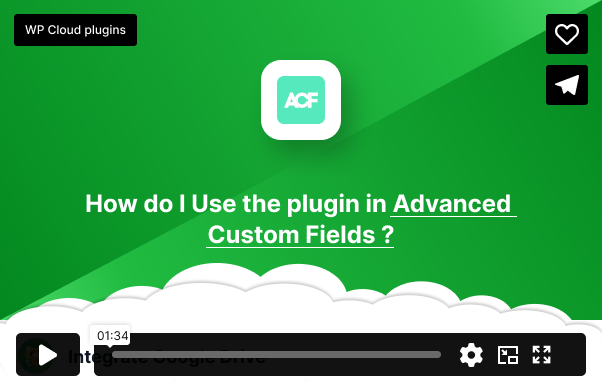 WP Cloud plugins
ACF
How do I Use the plugin in Advanced
Custom Fields ?
01:34
Integrate Google Drive